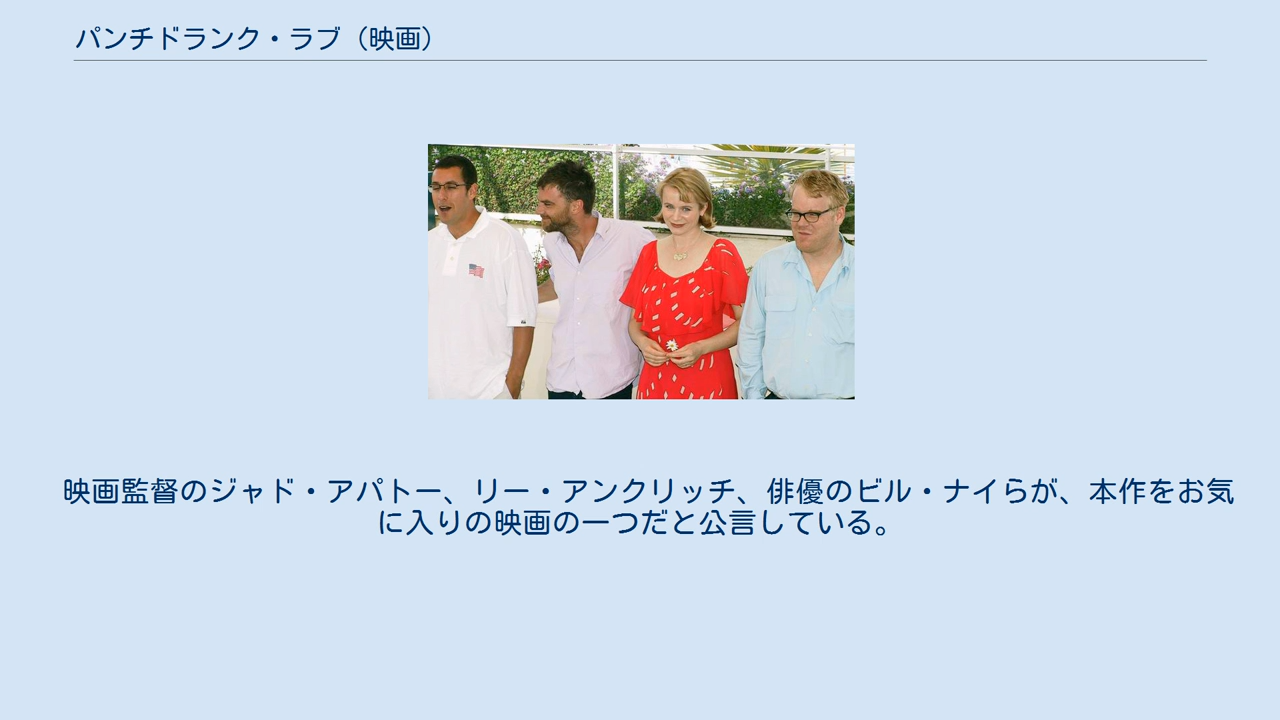 パンチドランク・ラブ（映画）
映画監督のジャド・アパトー、リー・アンクリッチ、俳優のビル・ナイらが、本作をお気
に入りの映画の一つだと公言している。